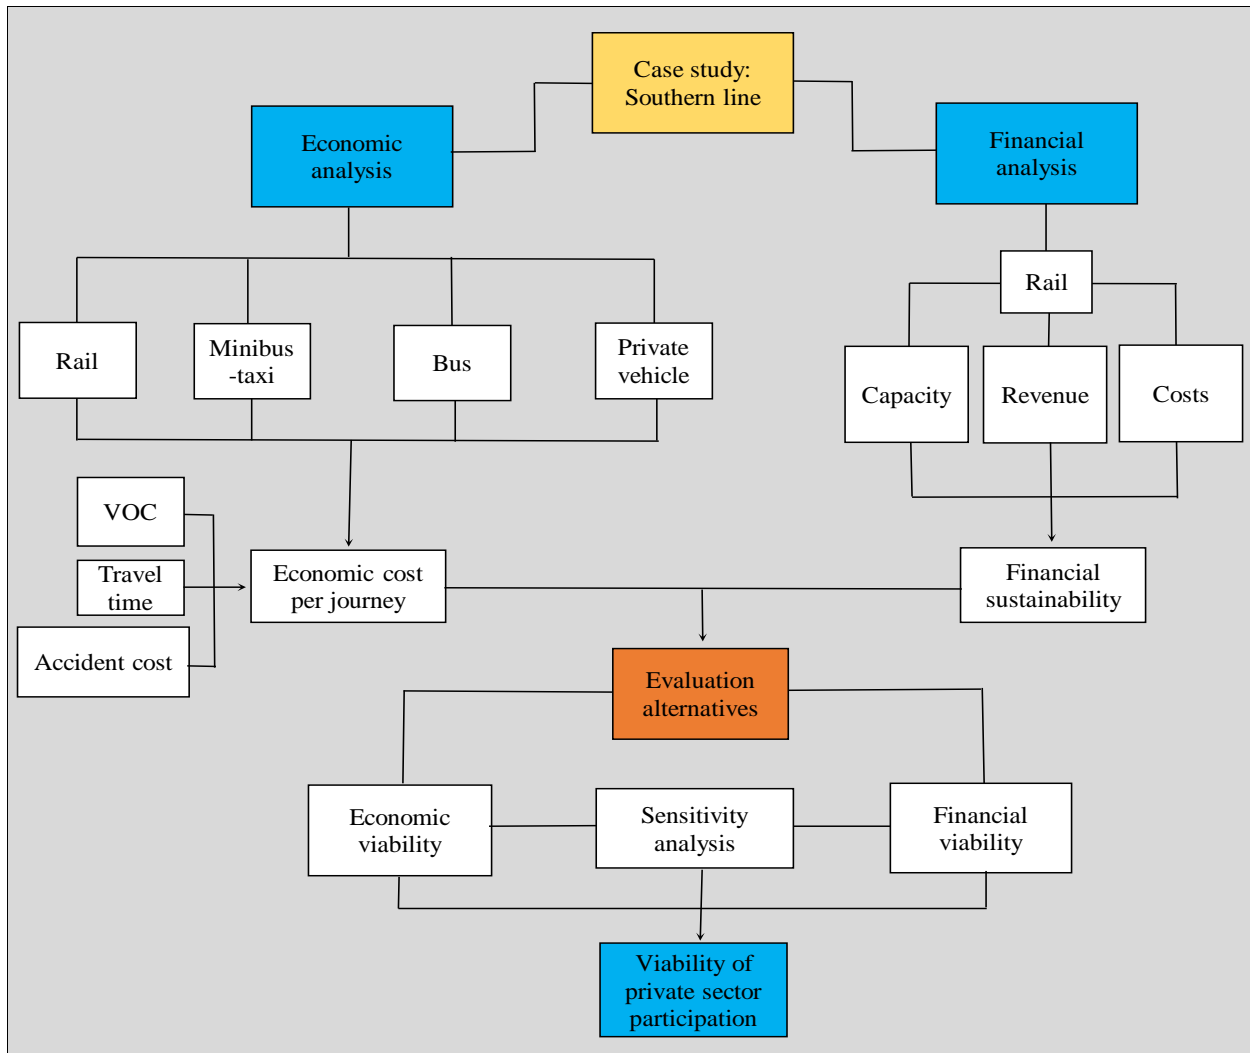 Case study:
Southern line
Economic
analysis
Financial
analysis
Rail
Rail
Minibus
-taxi
Bus
Private
vehicle
Capacity
Revenue
Costs
VOC
Travel
time
Accident cost
Economic cost
per journey
Financial
sustainability
Evaluation
alternatives
Economic
viability
Sensitivity
analysis
Financial
viability
Viability of
private sector
participation